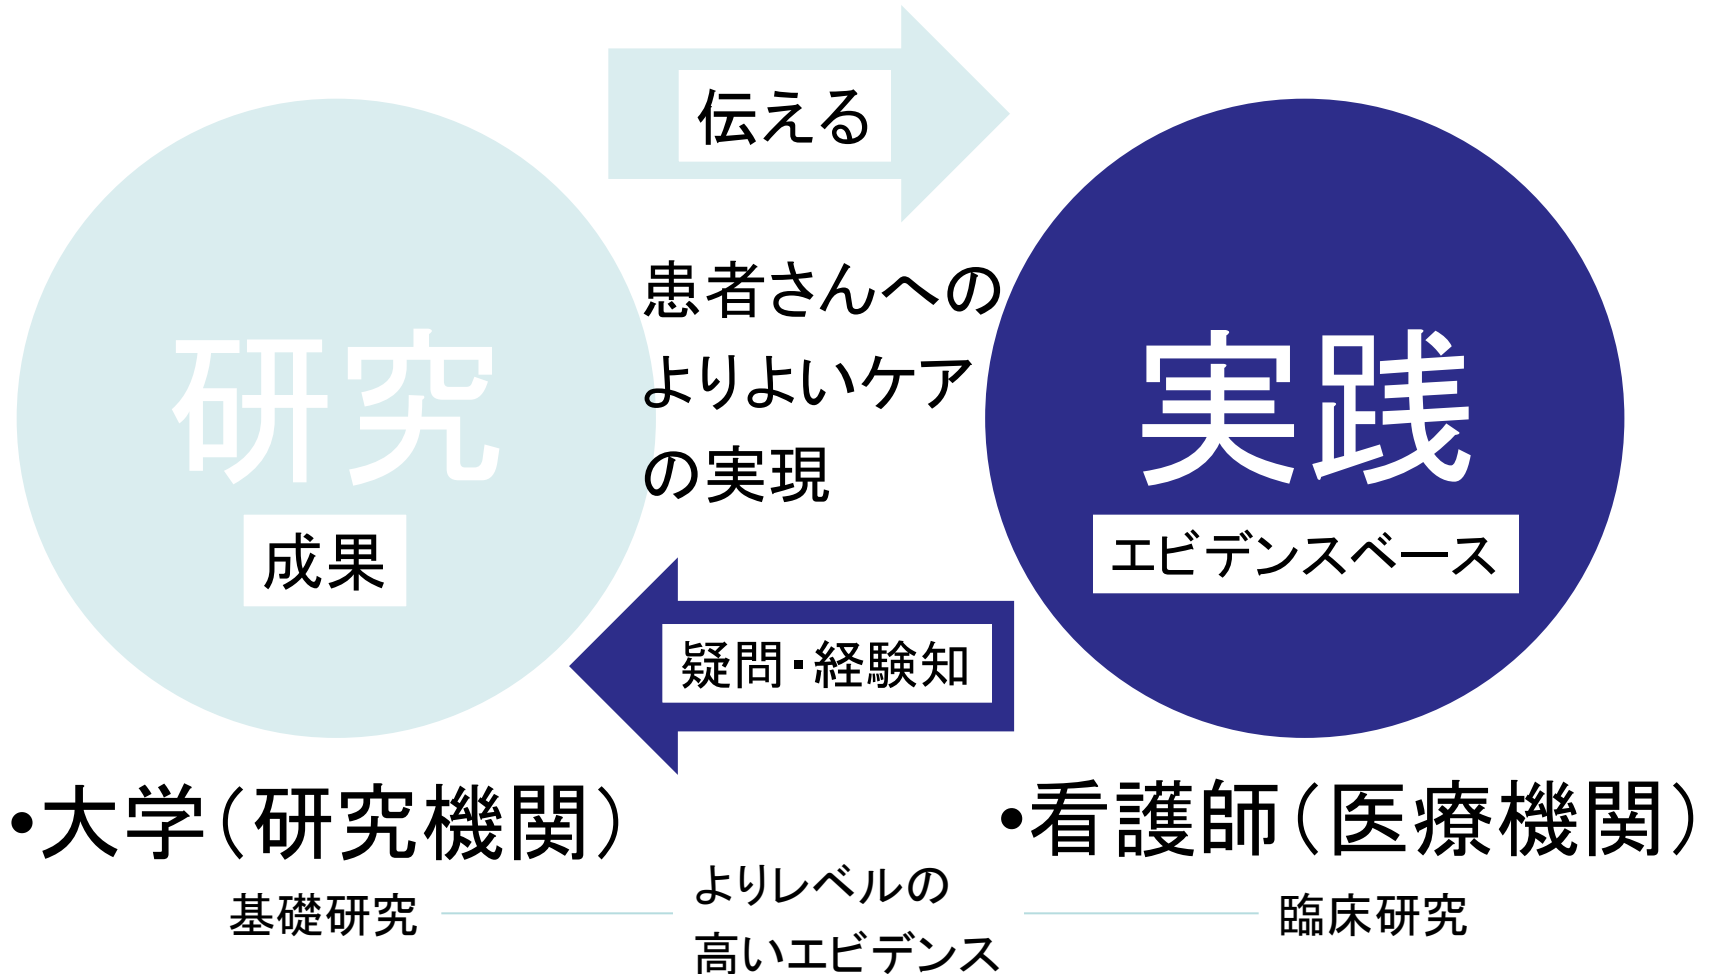 伝える
研究
成果
患者さんへの
よりよいケア
の実現
実践
エビデンスベース
疑問・経験知
•大学(研究機関)
•看護師(医療機関)
基礎研究
よりレベルの
高いエビデンス
臨床研究